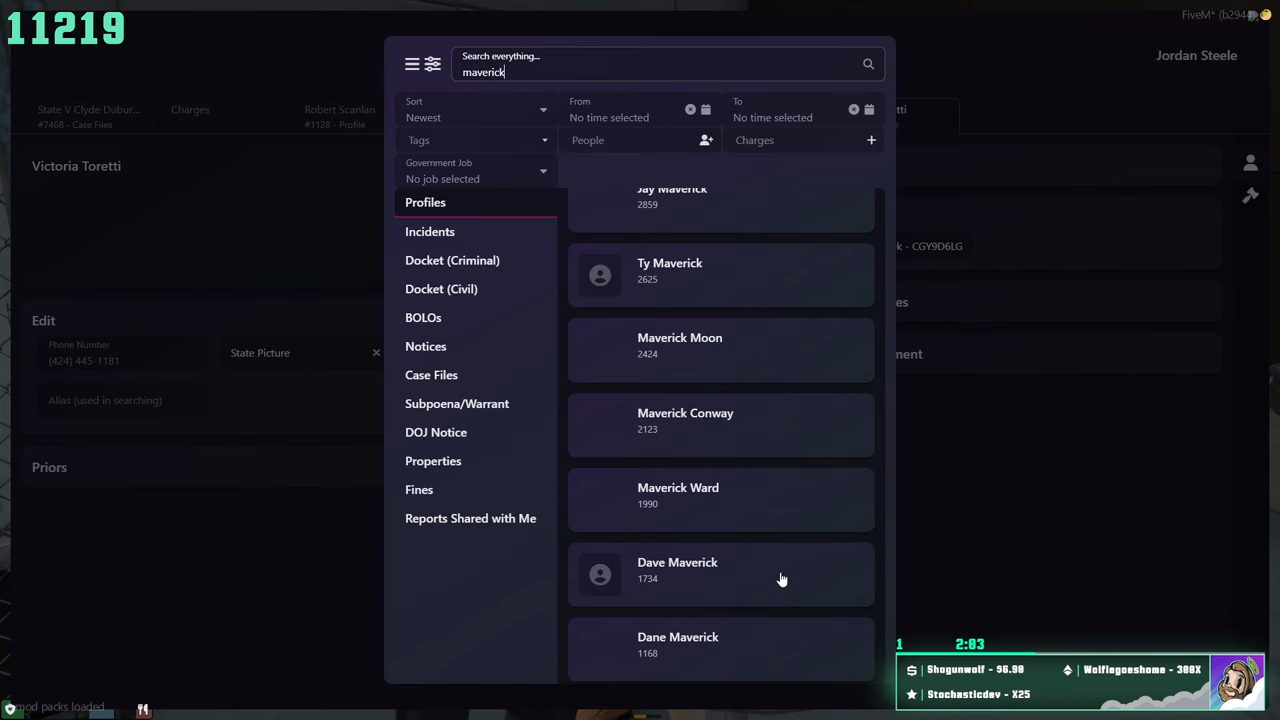 11219
FiveM* (b294
Jordan Steele
Search everything...
maverick
State V Clyde Dubur...
#7468 - Case Files
Charges
Robert Scanlan
#1128 - Profile
Sort
Newest
From
No time selected
To
No time selected
Tags
People
Charges
Government Job
No job selected
Victoria Toretti
Profiles
Incidents
Docket (Criminal)
Docket (Civil)
BOLOs
Notices
Case Files
Subpoena/Warrant
DOJ Notice
Properties
Fines
Reports Shared with Me
Jay Maverick
2859
Ty Maverick
2625
Maverick Moon
2424
Maverick Conway
2123
Maverick Ward
1990
Dave Maverick
1734
Dane Maverick
1168
k - CGY9D6LG
Edit
Phone Number
(424) 445-1181
State Picture
Alias (used in searching)
Priors
1 2:03
Shogunwolf - $6.90
Wolfiegoeshome - 300X
Stochasticdev - X25
mod packs loaded